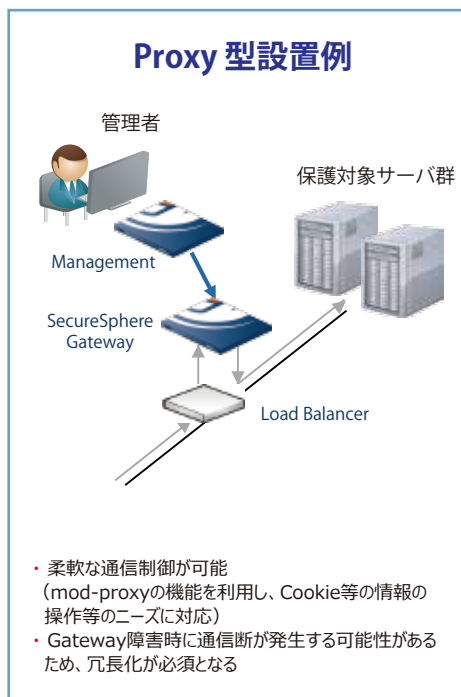 Proxy 型設置例
管理者
保護対象サーバ群
Management
SecureSphere
Gateway
Load Balancer
・柔軟な通信制御が可能
（mod-proxyの機能を利用し、Cookie等の情報の
操作等のニーズに対応）
・Gateway障害時に通信断が発生する可能性がある
ため、冗長化が必須となる